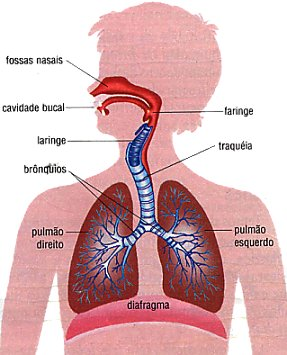 fossas nasais
cavidade bucal
faringe
laringe
traquéia
brônquios
pulmão
direito
pulmão
esquerdo
diafragma